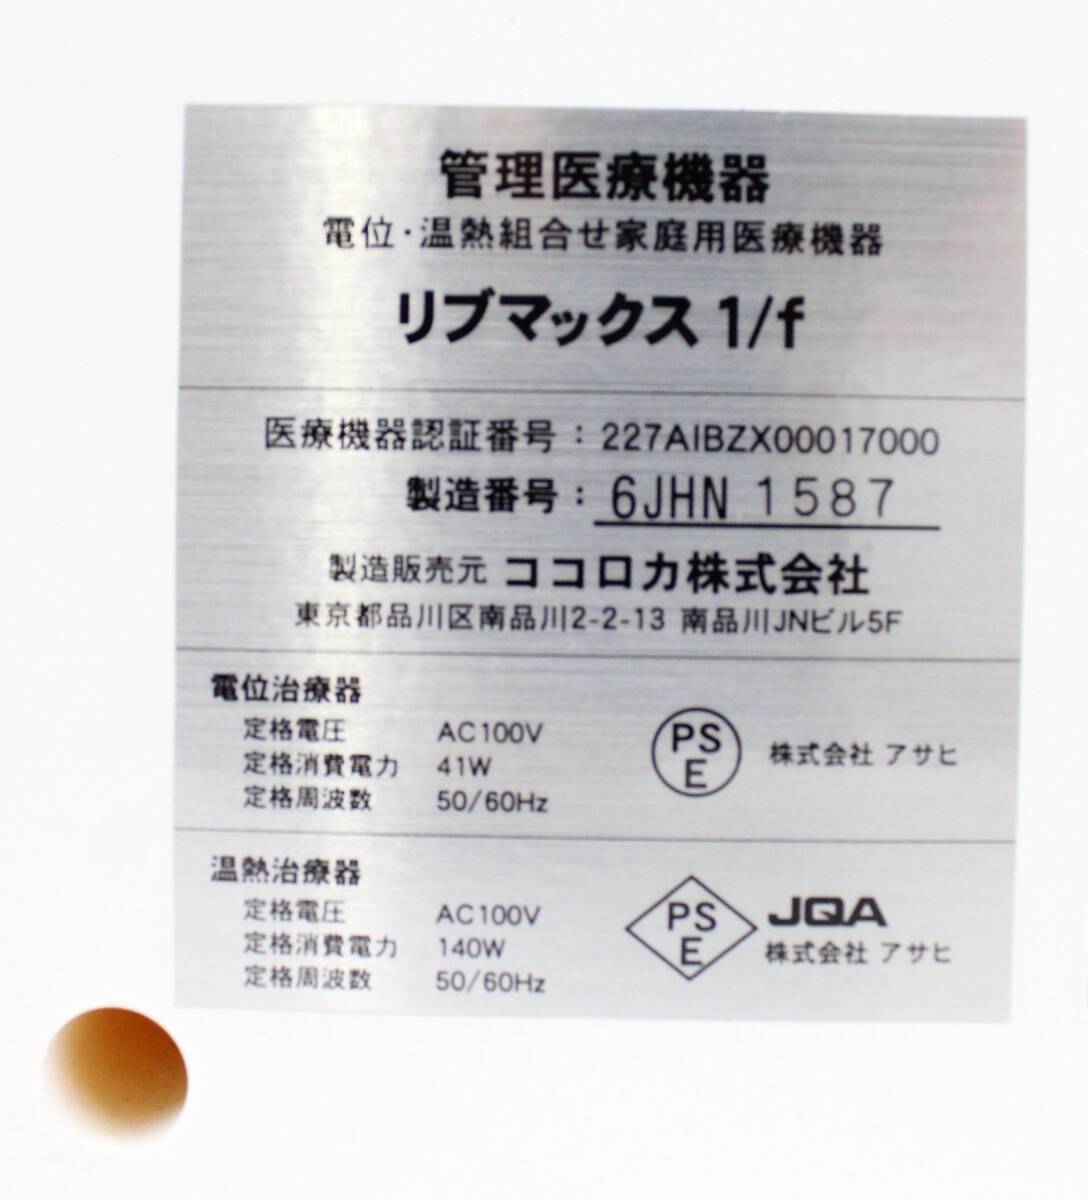 管理医療機器
電位・温熱組合せ家庭用医療機器
リブマックス 1/f
医療機器認証番号：227AIBZX00017000
製造番号：6JHN 1587
製造販売元 ココロカ株式会社
東京都品川区南品川2-2-13 南品川JNビル5F
電位治療器
定格電圧 AC100V
定格消費電力 41W
定格周波数 50/60Hz
PS
E
株式会社 アサヒ
温熱治療器
定格電圧 AC100V
定格消費電力 140W
定格周波数 50/60Hz
PS
E
JQA
株式会社 アサヒ